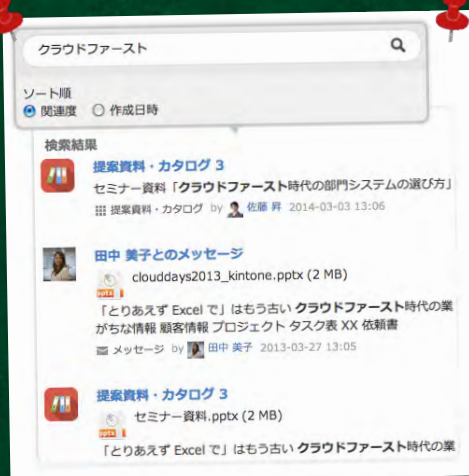 クラウドファースト
ソート順
関連度 作成日時
検索結果
提案資料・カタログ 3
セミナー資料「クラウドファースト時代の部門システムの選び方」
提案資料・カタログ by 佐藤 昇 2014-03-03 13:06
田中 美子とのメッセージ
clouddays2013_kintone.pptx (2 MB)
pptx
「とりあえず Excel で」はもう古い クラウドファースト時代の業
がちな情報 顧客情報 プロジェクト タスク表 XX 依頼書
メッセージ by 田中 美子 2013-03-27 13:05
提案資料・カタログ 3
セミナー資料.pptx (2 MB)
pptx
「とりあえず Excel で」はもう古い クラウドファースト時代の業